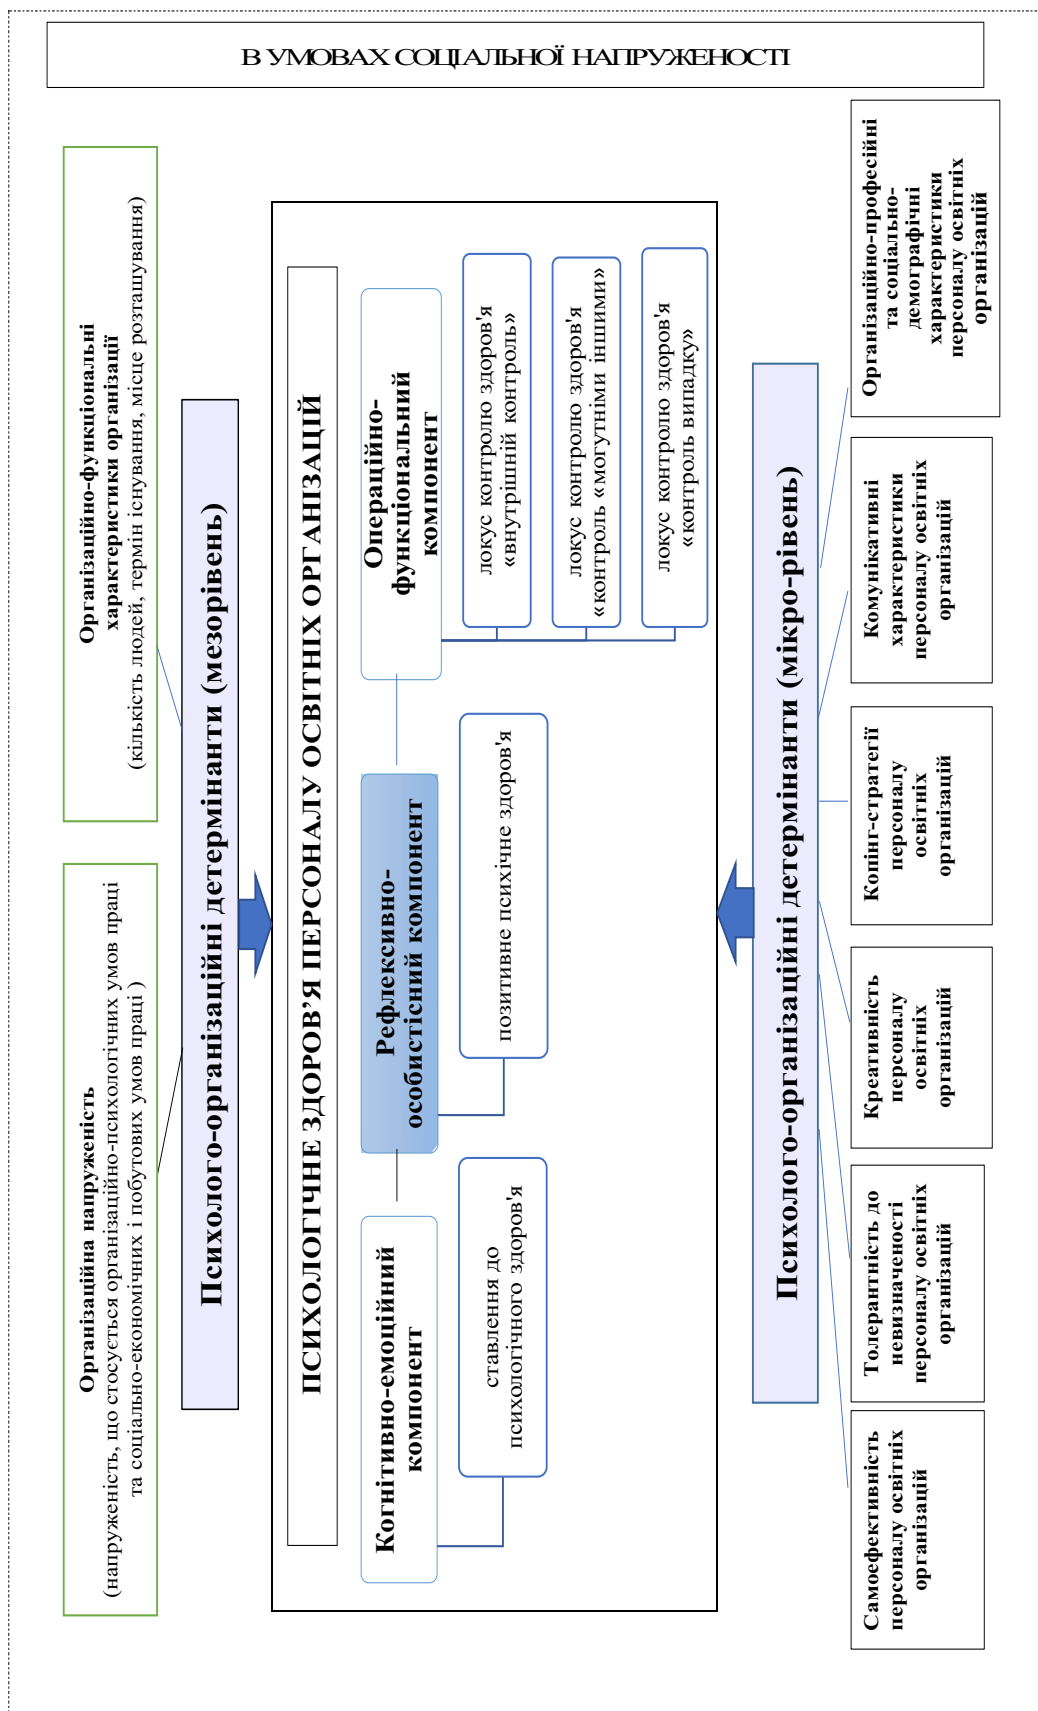 В УМОВАХ СОЦІАЛЬНОЇ НАПРУЖЕНОСТІ
Організаційна напруженість
(напруженість, що стосується організаційно-психологічних умов праці
та соціально-економічних і побутових умов праці )
Організаційно-функціональні
характеристики організації
(кількість людей, термін існування, місце розташування)
Психолого-організаційні детермінанти (мезорівень)
ПСИХОЛОГІЧНЕ ЗДОРОВ’Я ПЕРСОНАЛУ ОСВІТНІХ ОРГАНІЗАЦІЙ
Когнітивно-емоційний
компонент
ставлення до
психологічного здоров'я
Рефлексивно-
особистісний компонент
позитивне психічне здоров'я
Операційно-
функціональний
компонент
локус контролю здоров'я
«внутрішній контроль»
локус контролю здоров'я
«контроль «могутніми іншими»
локус контролю здоров'я
«контроль випадку»
Психолого-організаційні детермінанти (мікро-рівень)
Самоефективність
персоналу освітніх
організацій
Толерантність до
невизначеності
персоналу освітніх
організацій
Креативність
персоналу
освітніх
організацій
Копінг-стратегії
персоналу
освітніх
організацій
Комунікативні
характеристики
персоналу освітніх
організацій
Організаційно-професійні
та соціально-
демографічні
характеристики
персоналу освітніх
організацій